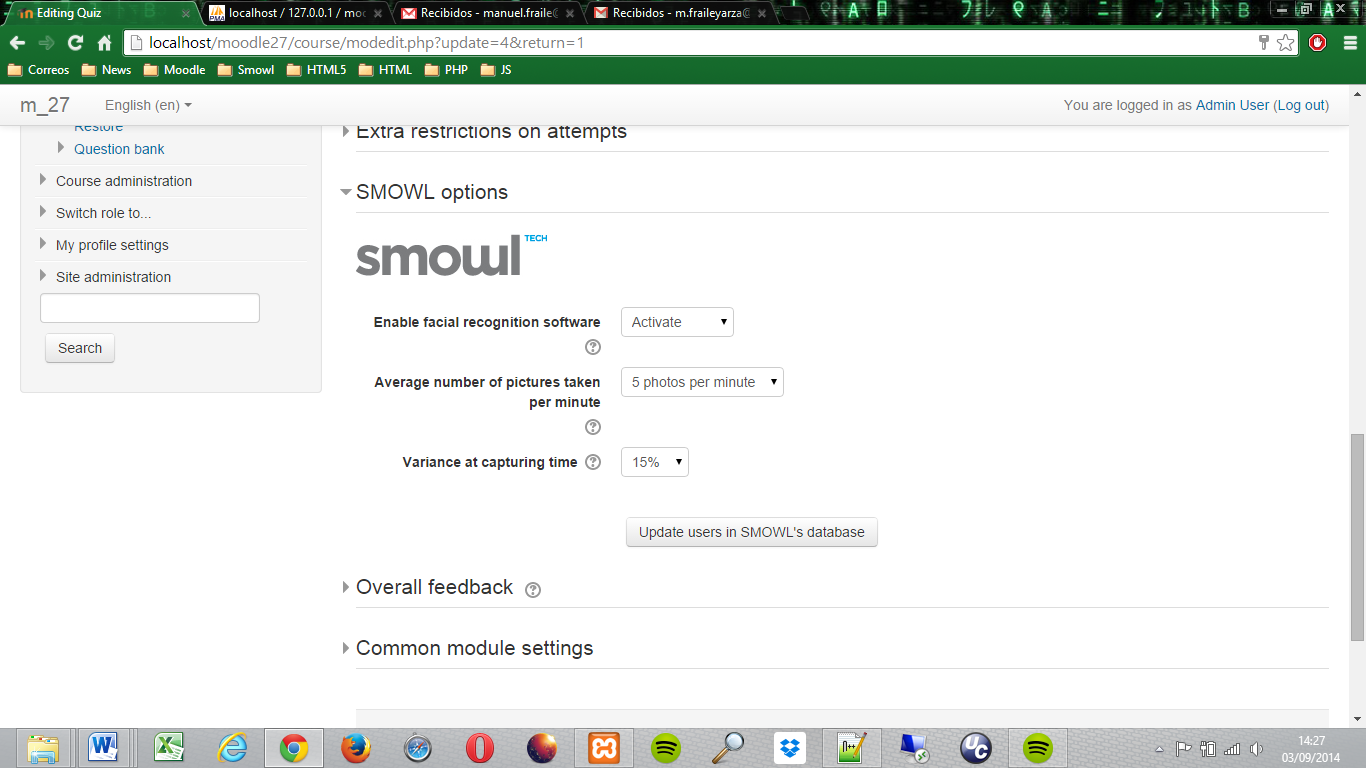 Editing Quiz
localhost / 127.0.0.1 / moo
Recibidos - manuel.fraile@
Recibidos - m.fraileyarza@
localhost/moodle27/course/modedit.php?update=4&return=1
Correos
News
Moodle
Smowl
HTML5
HTML
PHP
JS
m_27
English (en)
You are logged in as Admin User (Log out)
Restore
Question bank
Course administration
Switch role to...
My profile settings
Site administration
Search
Extra restrictions on attempts
SMOWL options
smowl TECH
Enable facial recognition software
Activate
Average number of pictures taken
per minute
5 photos per minute
Variance at capturing time
15%
Update users in SMOWL's database
Overall feedback
Common module settings
14:27
03/09/2014